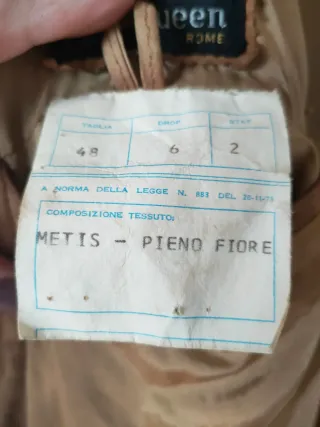 ueen
ROME
TAGLIA DROP STAT
48 6 2
A NORMA DELLA LEGGE N. 883 DEL 26-11-73
COMPOSIZIONE TESSUTO:
METIS - PIENO FIORE